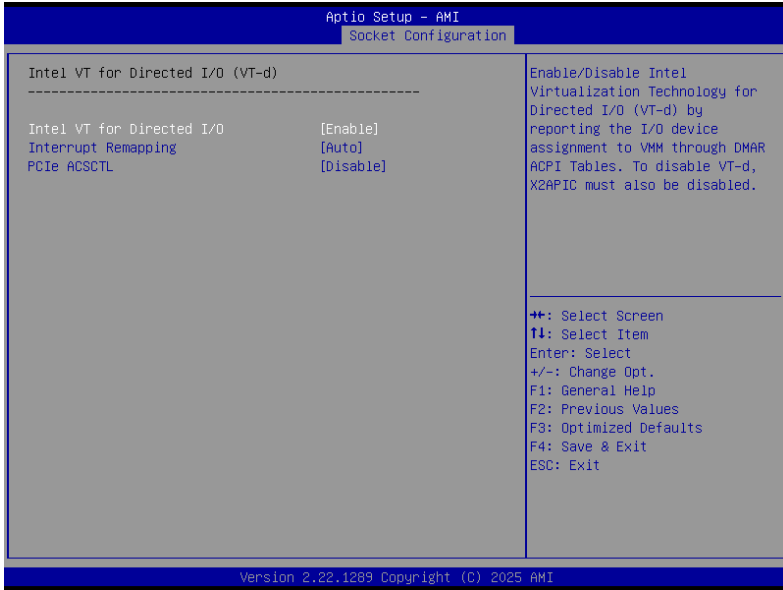 Aptio Setup – AMI
Socket Configuration
Intel VT for Directed I/O (VT-d)
--------------------------------------------------
Intel VT for Directed I/O [Enable]
Interrupt Remapping [Auto]
PCIe ACSCTL [Disable]
Enable/Disable Intel
Virtualization Technology for
Directed I/O (VT-d) by
reporting the I/O device
assignment to VMM through DMAR
ACPI Tables. To disable VT-d,
X2APIC must also be disabled.
→←: Select Screen
↑↓: Select Item
Enter: Select
+/-: Change Opt.
F1: General Help
F2: Previous Values
F3: Optimized Defaults
F4: Save & Exit
ESC: Exit
Version 2.22.1289 Copyright (C) 2025 AMI